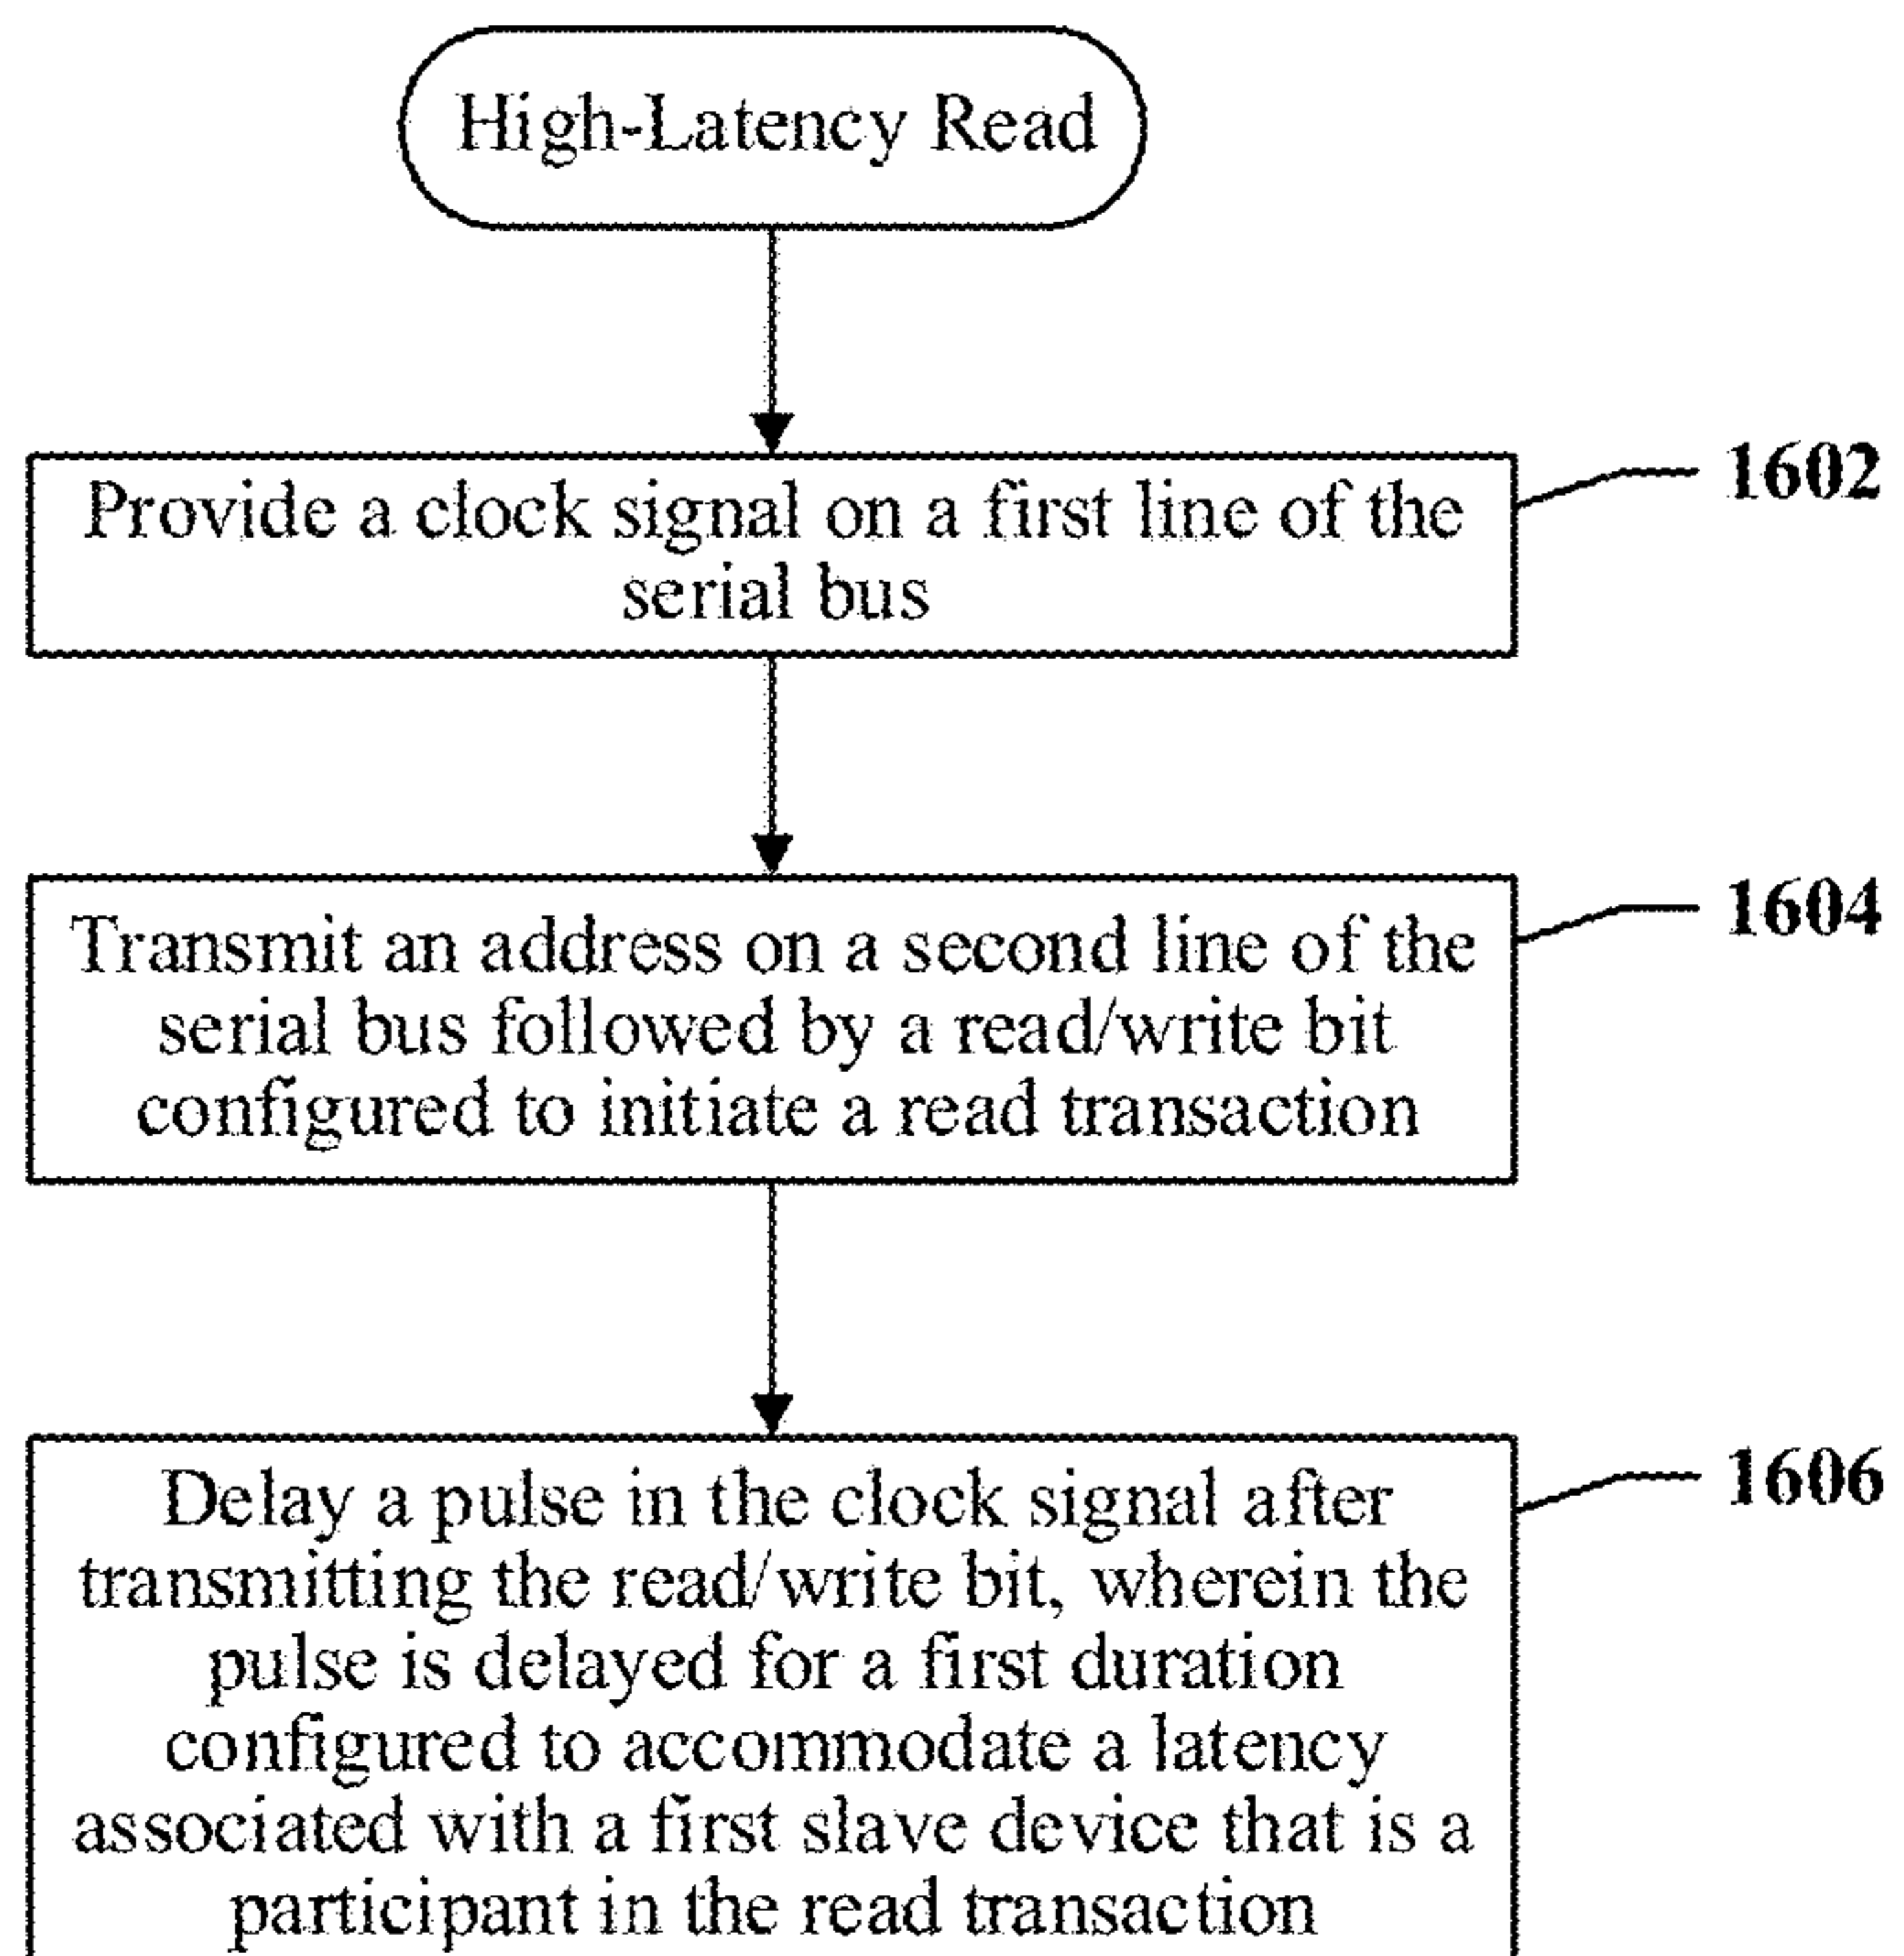 High-Latency Read
Provide a clock signal on a first line of the
serial bus
1602
Transmit an address on a second line of the
serial bus followed by a read/write bit
configured to initiate a read transaction
1604
Delay a pulse in the clock signal after
transmitting the read/write bit, wherein the
pulse is delayed for a first duration
configured to accommodate a latency
associated with a first slave device that is a
participant in the read transaction
1606